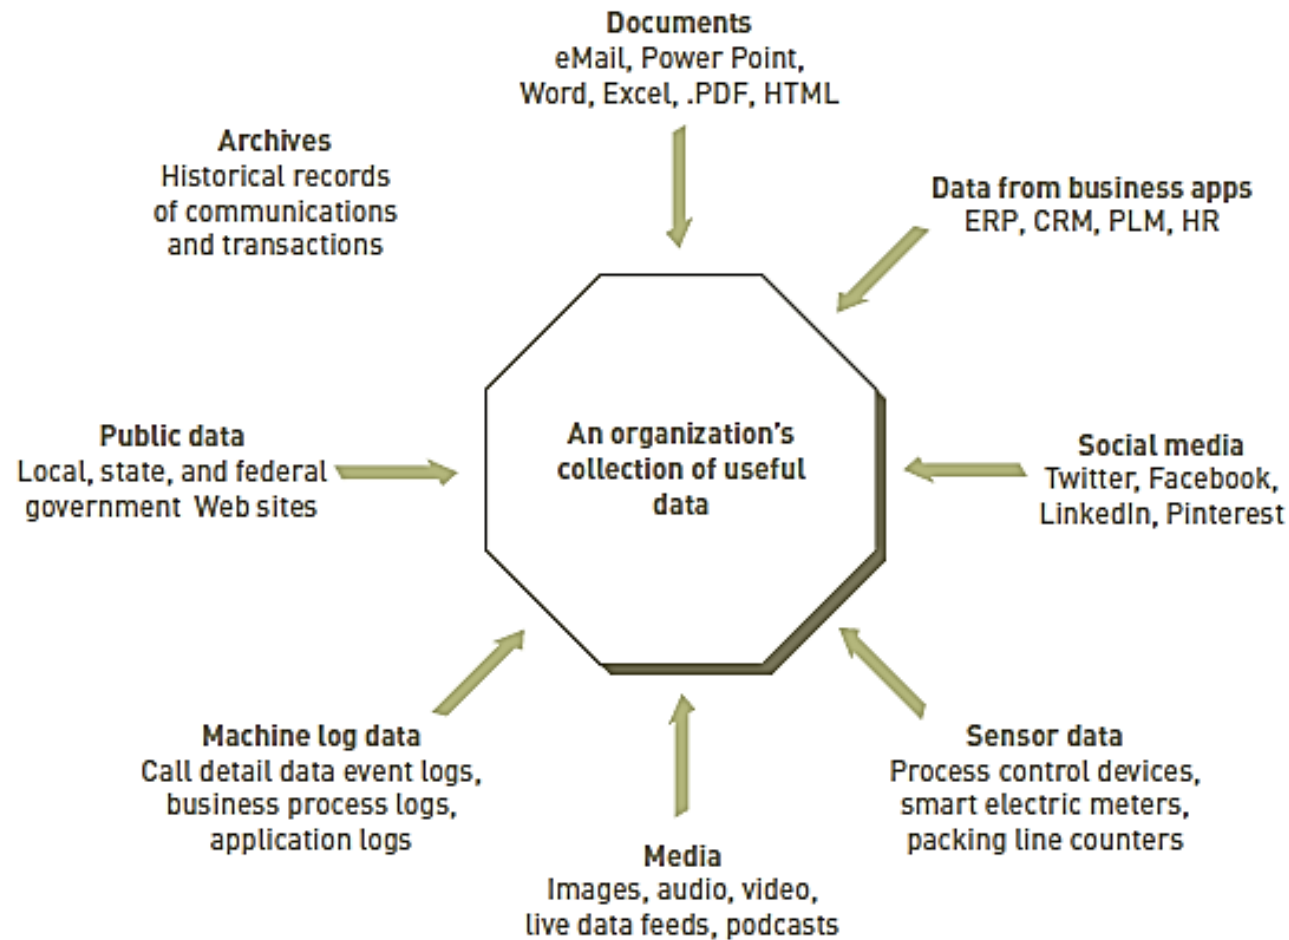 Documents
eMail, Power Point,
Word, Excel, .PDF, HTML
Archives
Historical records
of communications
and transactions
Data from business apps
ERP, CRM, PLM, HR
Public data
Local, state, and federal
government Web sites
An organization's
collection of useful
data
Social media
Twitter, Facebook,
LinkedIn, Pinterest
Machine log data
Call detail data event logs,
business process logs,
application logs
Sensor data
Process control devices,
smart electric meters,
packing line counters
Media
Images, audio, video,
live data feeds, podcasts